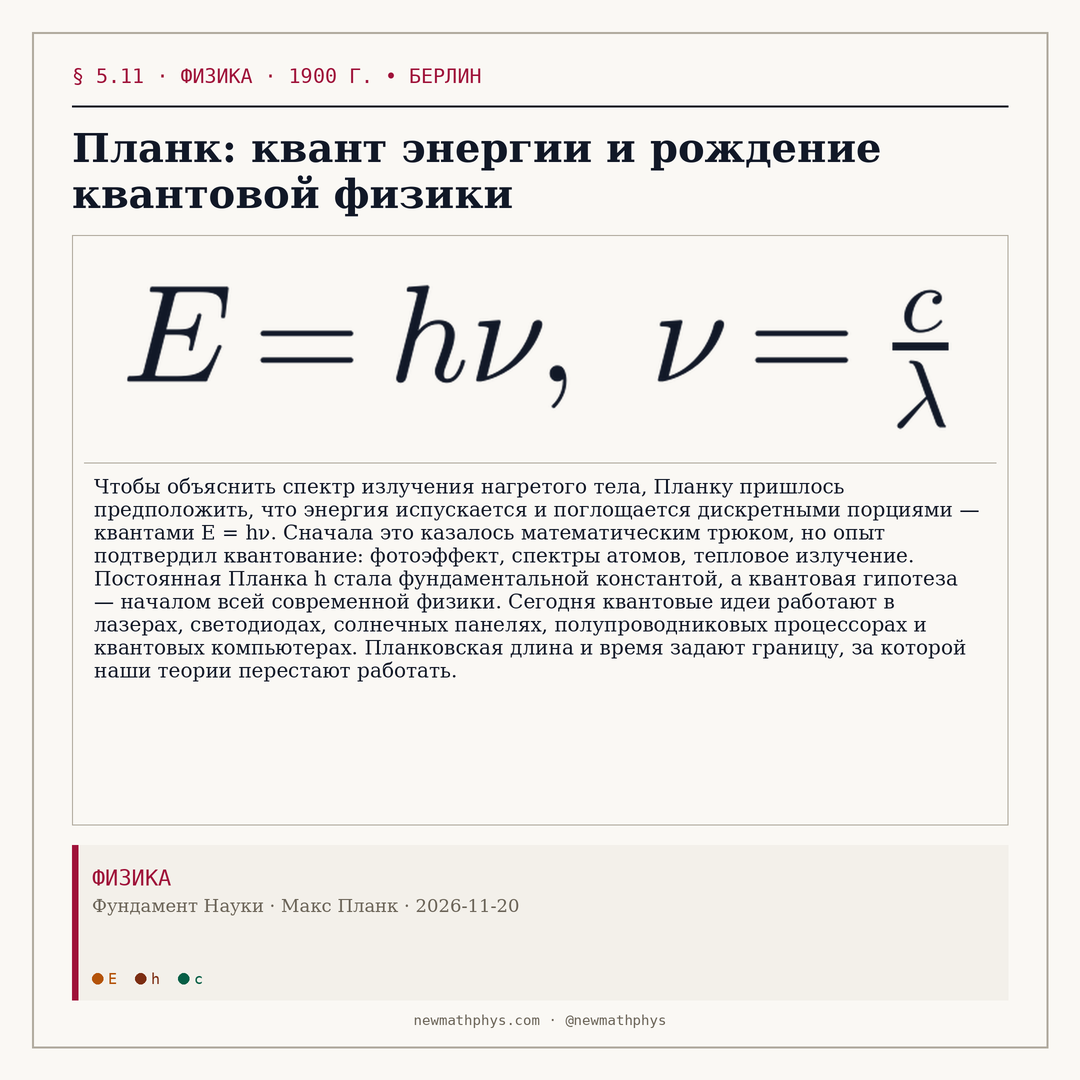 § 5.11 · ФИЗИКА · 1900 Г. • БЕРЛИН
Планк: квант энергии и рождение
квантовой физики
E = hν, ν = c/λ
Чтобы объяснить спектр излучения нагретого тела, Планку пришлось
предположить, что энергия испускается и поглощается дискретными порциями —
квантами E = hν. Сначала это казалось математическим трюком, но опыт
подтвердил квантование: фотоэффект, спектры атомов, тепловое излучение.
Постоянная Планка h стала фундаментальной константой, а квантовая гипотеза
— началом всей современной физики. Сегодня квантовые идеи работают в
лазерах, светодиодах, солнечных панелях, полупроводниковых процессорах и
квантовых компьютерах. Планковская длина и время задают границу, за которой
наши теории перестают работать.
ФИЗИКА
Фундамент Науки · Макс Планк · 2026-11-20
E h c
newmathphys.com · @newmathphys